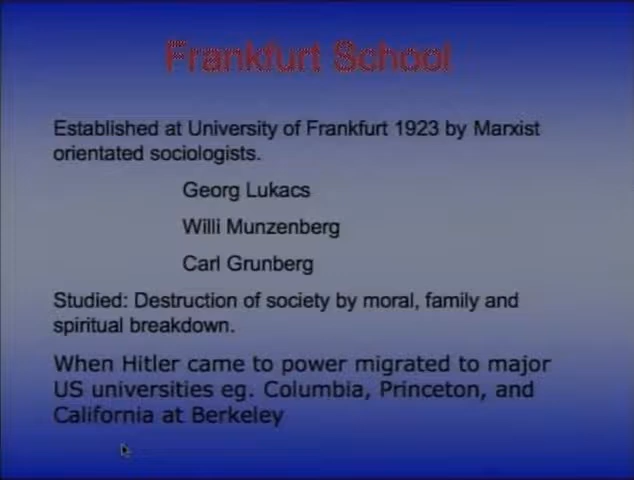 Frankfurt School
Established at University of Frankfurt 1923 by Marxist
orientated sociologists.
Georg Lukacs
Willi Munzenberg
Carl Grunberg
Studied: Destruction of society by moral, family and
spiritual breakdown.
When Hitler came to power migrated to major
US universities eg. Columbia, Princeton, and
California at Berkeley